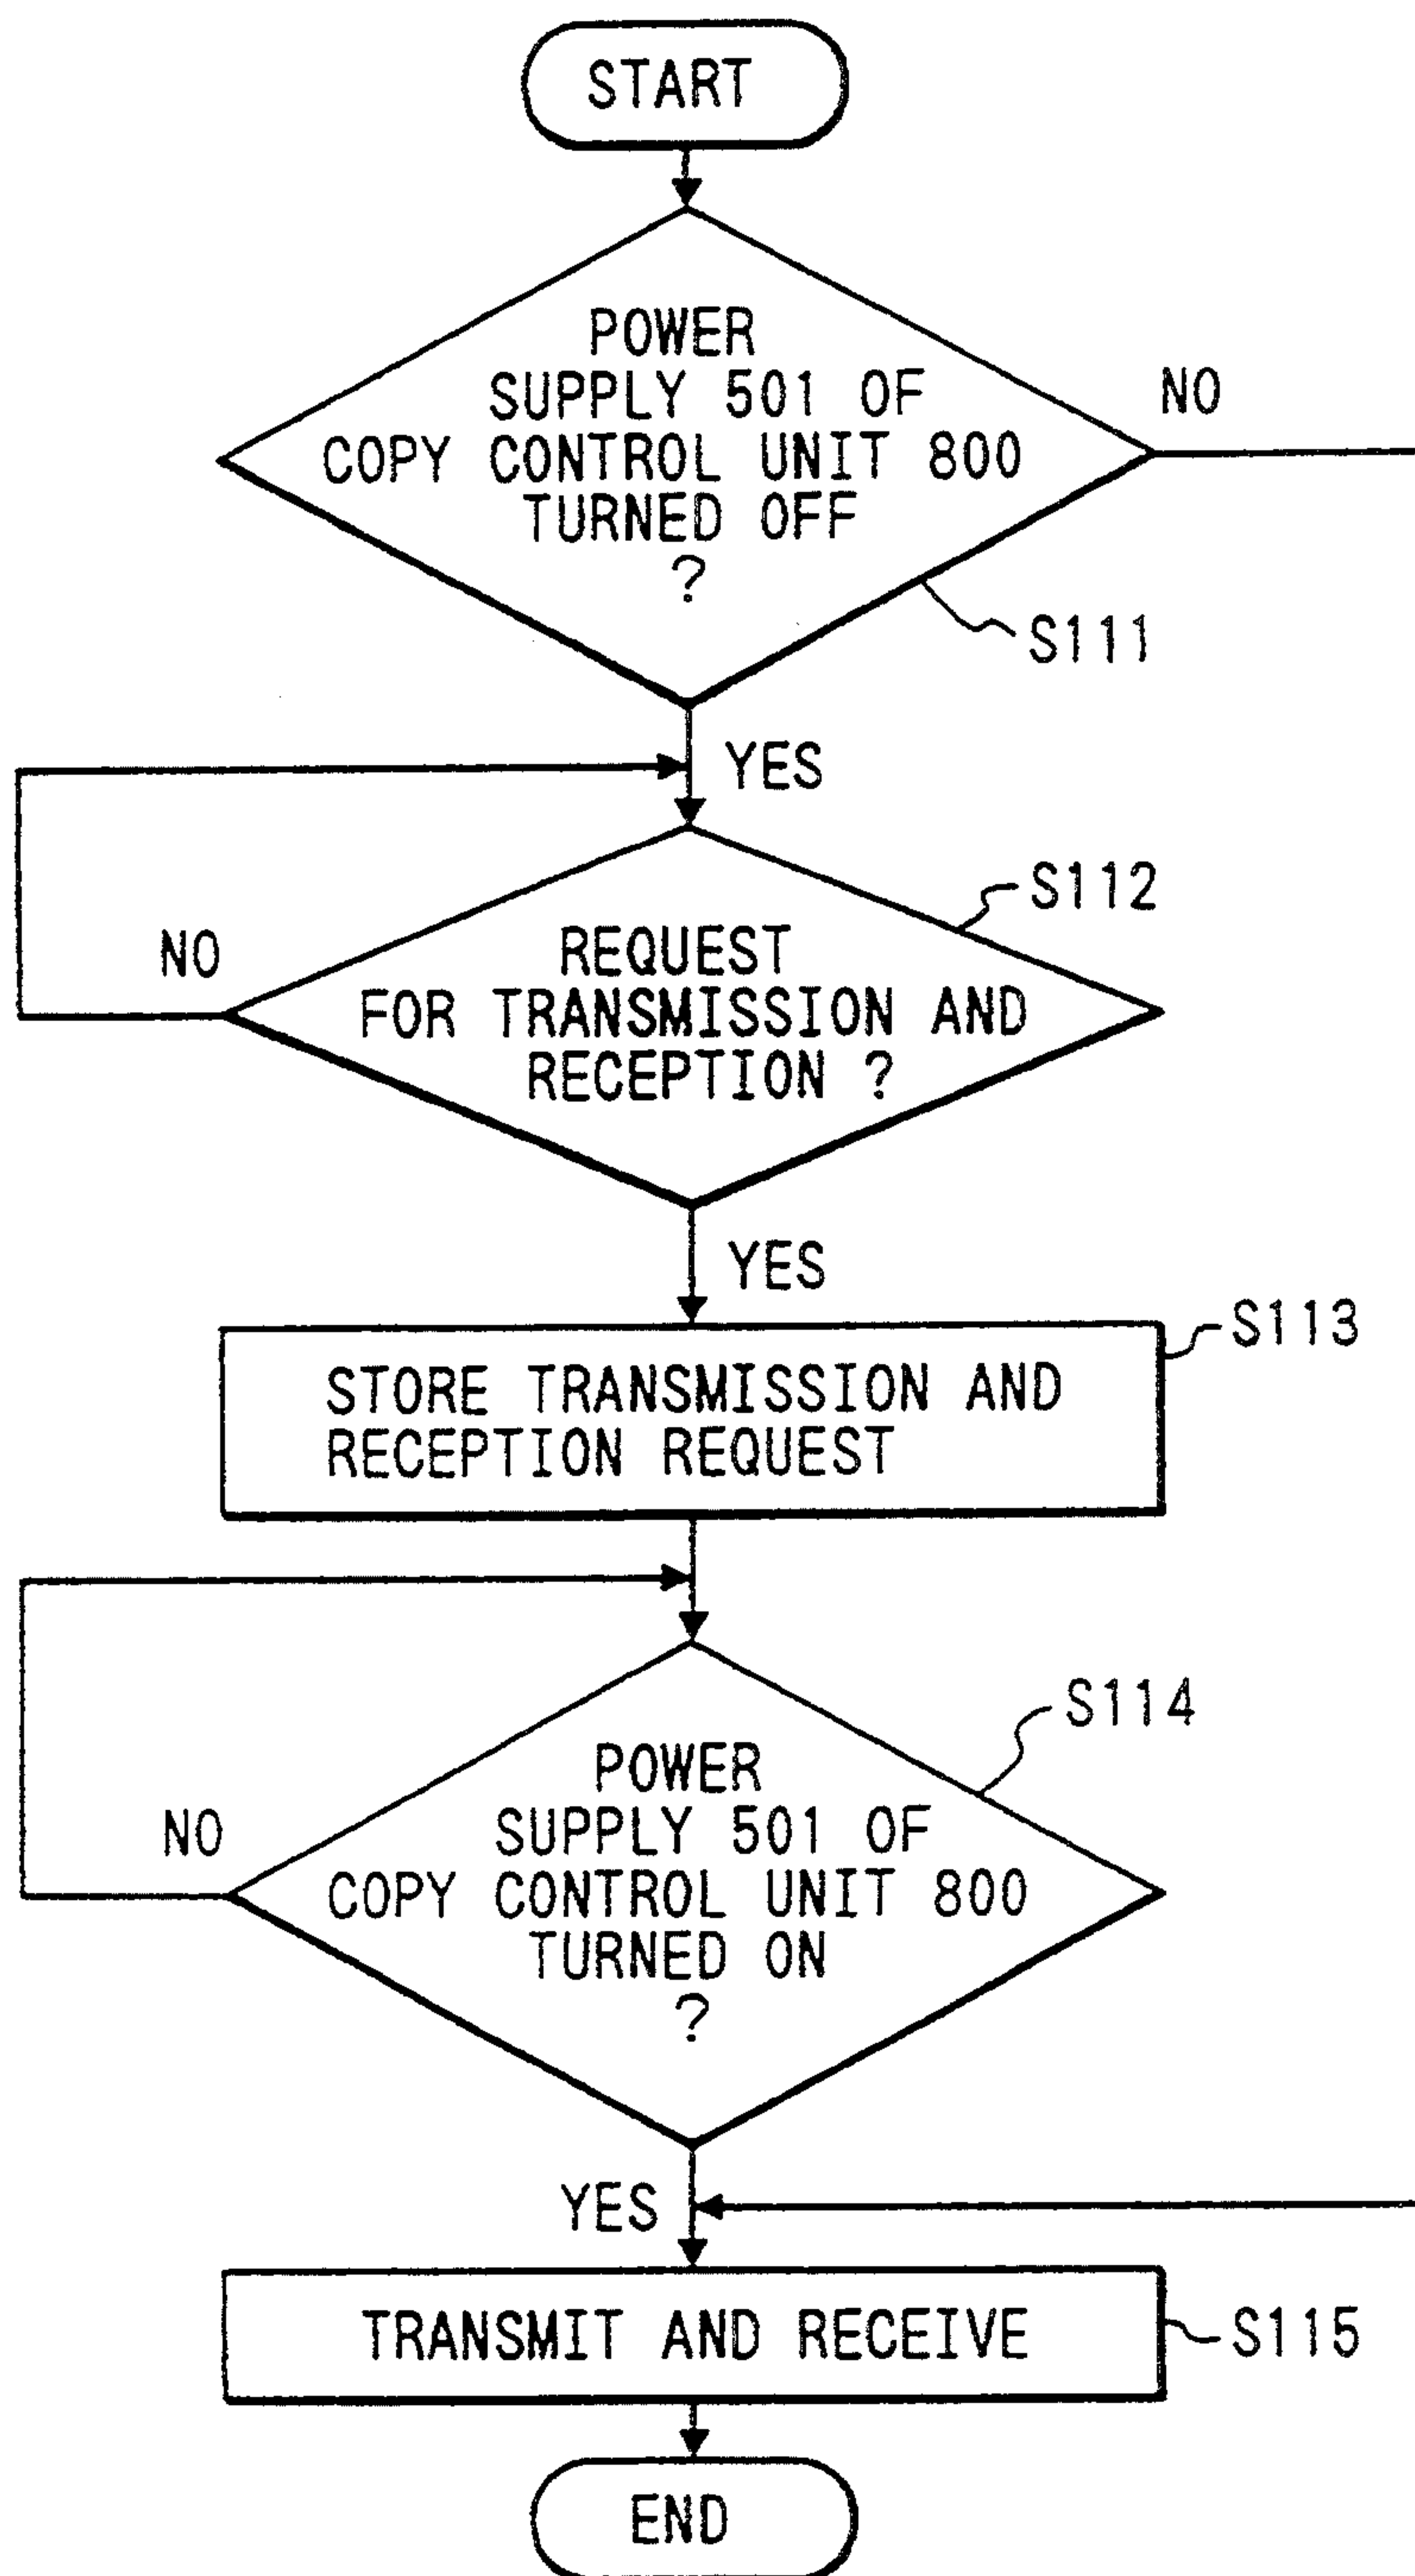 START
POWER
SUPPLY 501 OF
COPY CONTROL UNIT 800
TURNED OFF
?
NO
S111
YES
S112
REQUEST
FOR TRANSMISSION AND
RECEPTION ?
NO
YES
S113
STORE TRANSMISSION AND
RECEPTION REQUEST
S114
POWER
SUPPLY 501 OF
COPY CONTROL UNIT 800
TURNED ON
?
NO
YES
TRANSMIT AND RECEIVE
S115
END